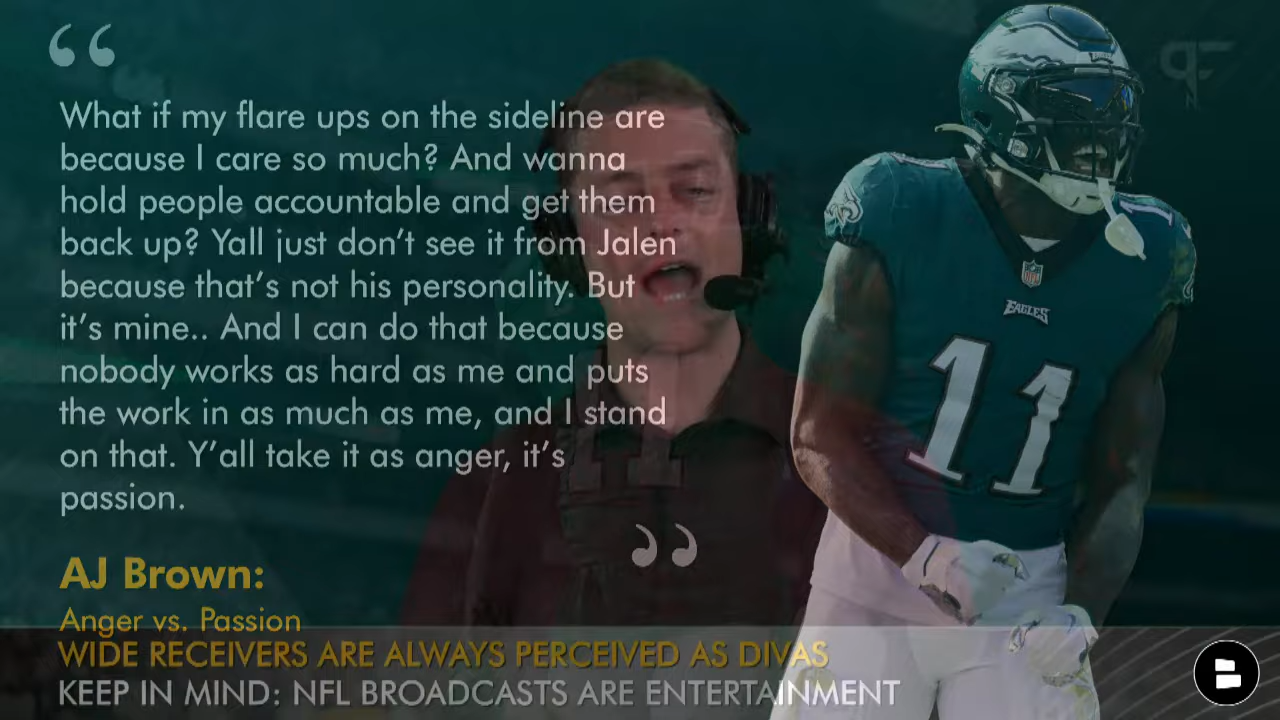 What if my flare ups on the sideline are
because I care so much? And wanna
hold people accountable and get them
back up? Yall just don't see it from Jalen
because that's not his personality. But
it's mine.. And I can do that because
nobody works as hard as me and puts
the work in as much as me, and I stand
on that. Y'all take it as anger, it's
passion.
AJ Brown:
Anger vs. Passion
WIDE RECEIVERS ARE ALWAYS PERCEIVED AS DIVAS
KEEP IN MIND: NFL BROADCASTS ARE ENTERTAINMENT
EAGLES
11